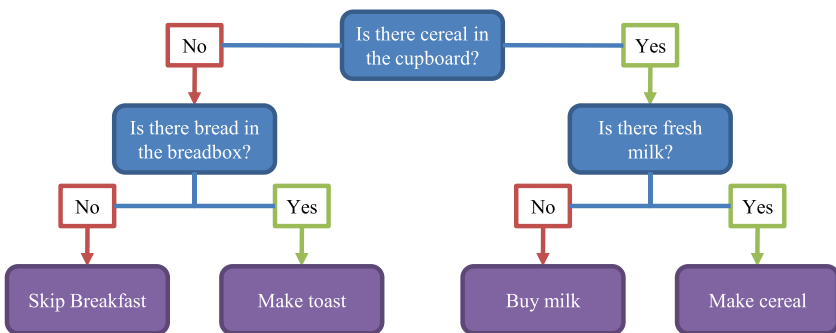 Is there cereal in
the cupboard?
No
Yes
Is there bread in
the breadbox?
Is there fresh
milk?
No
Yes
No
Yes
Skip Breakfast
Make toast
Buy milk
Make cereal